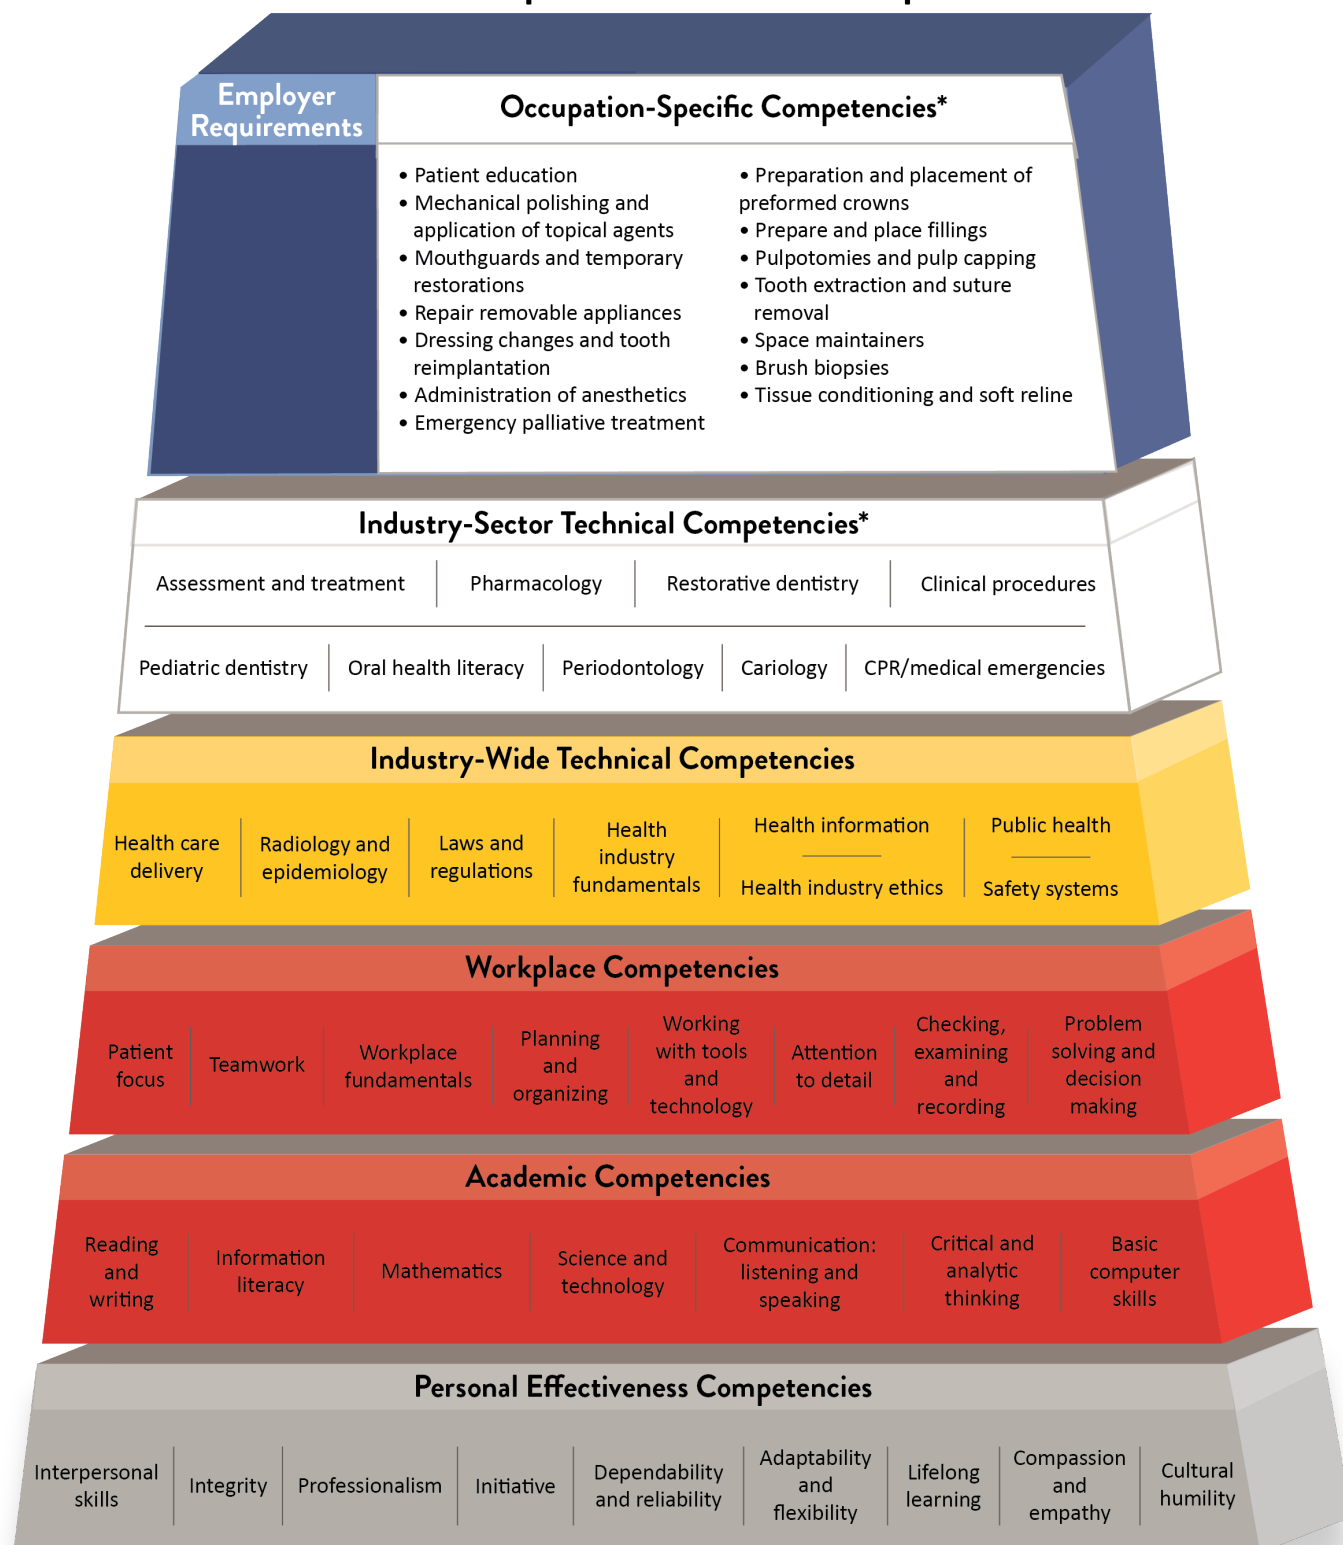 Employer
Requirements
Occupation-Specific Competencies*
• Patient education
• Mechanical polishing and
application of topical agents
• Mouthguards and temporary
restorations
• Repair removable appliances
• Dressing changes and tooth
reimplantation
• Administration of anesthetics
• Emergency palliative treatment
• Preparation and placement of
preformed crowns
• Prepare and place fillings
• Pulpotomies and pulp capping
• Tooth extraction and suture
removal
• Space maintainers
• Brush biopsies
• Tissue conditioning and soft reline
Industry-Sector Technical Competencies*
Assessment and treatment
Pharmacology
Restorative dentistry
Clinical procedures
Pediatric dentistry
Oral health literacy
Periodontology
Cariology
CPR/medical emergencies
Industry-Wide Technical Competencies
Health care
delivery
Radiology and
epidemiology
Laws and
regulations
Health
industry
fundamentals
Health information
Health industry ethics
Public health
Safety systems
Workplace Competencies
Patient
focus
Teamwork
Workplace
fundamentals
Planning
and
organizing
Working
with tools
and
technology
Attention
to detail
Checking,
examining
and
recording
Problem
solving and
decision
making
Academic Competencies
Reading
and
writing
Information
literacy
Mathematics
Science and
technology
Communication:
listening and
speaking
Critical and
analytic
thinking
Basic
computer
skills
Personal Effectiveness Competencies
Interpersonal
skills
Integrity
Professionalism
Initiative
Dependability
and reliability
Adaptability
and
flexibility
Lifelong
learning
Compassion
and
empathy
Cultural
humility